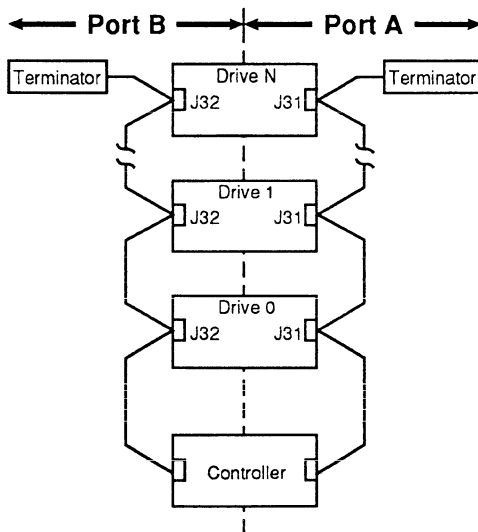 Port B Port A
Terminator Drive N Terminator
J32 J31
Drive 1
J32 J31
Drive 0
J32 J31
Controller